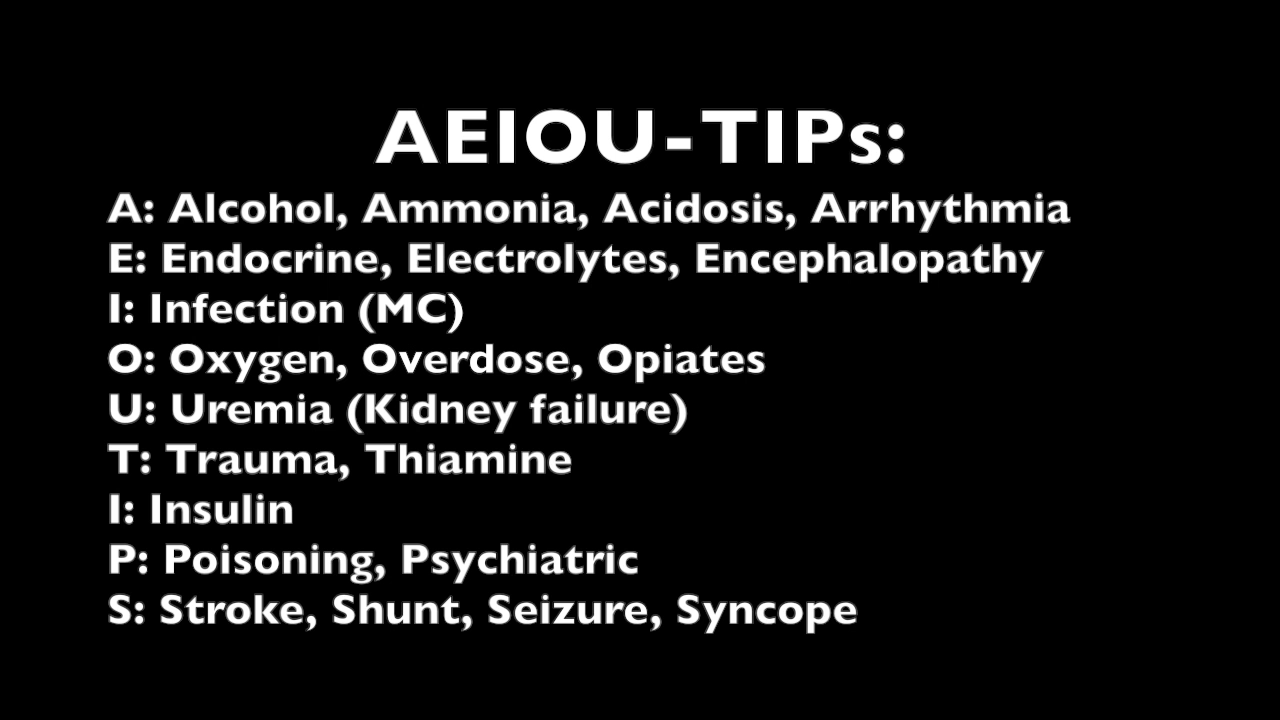 AEIOU-TIPs:
A: Alcohol, Ammonia, Acidosis, Arrhythmia
E: Endocrine, Electrolytes, Encephalopathy
I: Infection (MC)
O: Oxygen, Overdose, Opiates
U: Uremia (Kidney failure)
T: Trauma, Thiamine
I: Insulin
P: Poisoning, Psychiatric
S: Stroke, Shunt, Seizure, Syncope